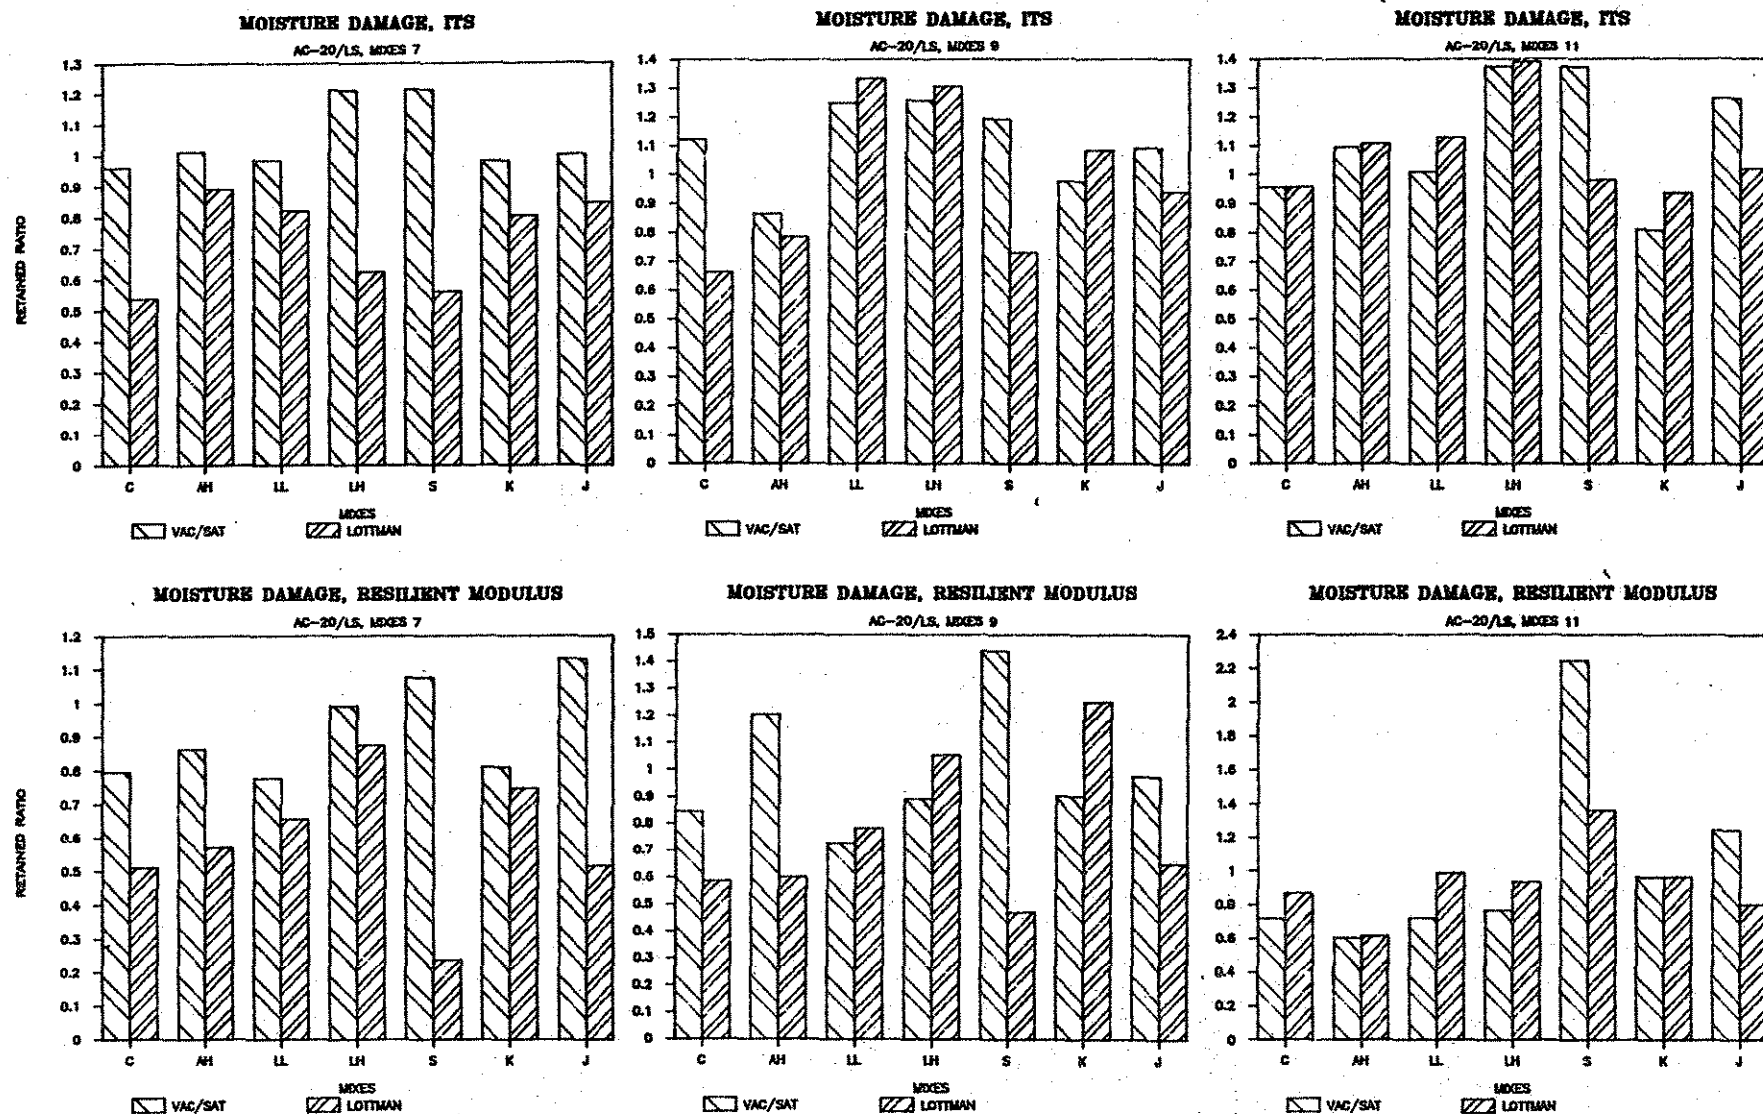 MOISTURE DAMAGE, ITS
AC-20/LS, MIXES 7
RETAINED RATIO
1.3
1.2
1.1
1
0.9
0.8
0.7
0.6
0.5
0.4
0.3
0.2
0.1
0
C AH LL LH S K J
MIXES
VAC/SAT LOTTMAN
MOISTURE DAMAGE, ITS
AC-20/LS, MIXES 9
1.4
1.3
1.2
1.1
1
0.9
0.8
0.7
0.6
0.5
0.4
0.3
0.2
0.1
0
C AH LL LH S K J
MIXES
VAC/SAT LOTTMAN
MOISTURE DAMAGE, ITS
AC-20/LS, MIXES 11
1.4
1.3
1.2
1.1
1
0.9
0.8
0.7
0.6
0.5
0.4
0.3
0.2
0.1
0
C AH LL LH S K J
MIXES
VAC/SAT LOTTMAN
MOISTURE DAMAGE, RESILIENT MODULUS
AC-20/LS, MIXES 7
RETAINED RATIO
1.2
1.1
1
0.9
0.8
0.7
0.6
0.5
0.4
0.3
0.2
0.1
0
C AH LL LH S K J
MIXES
VAC/SAT LOTTMAN
MOISTURE DAMAGE, RESILIENT MODULUS
AC-20/LS, MIXES 9
1.5
1.4
1.3
1.2
1.1
1
0.9
0.8
0.7
0.6
0.5
0.4
0.3
0.2
0.1
0
C AH LL LH S K J
MIXES
VAC/SAT LOTTMAN
MOISTURE DAMAGE, RESILIENT MODULUS
AC-20/LS, MIXES 11
2.4
2.2
2
1.8
1.6
1.4
1.2
1
0.8
0.6
0.4
0.2
0
C AH LL LH S K J
MIXES
VAC/SAT LOTTMAN